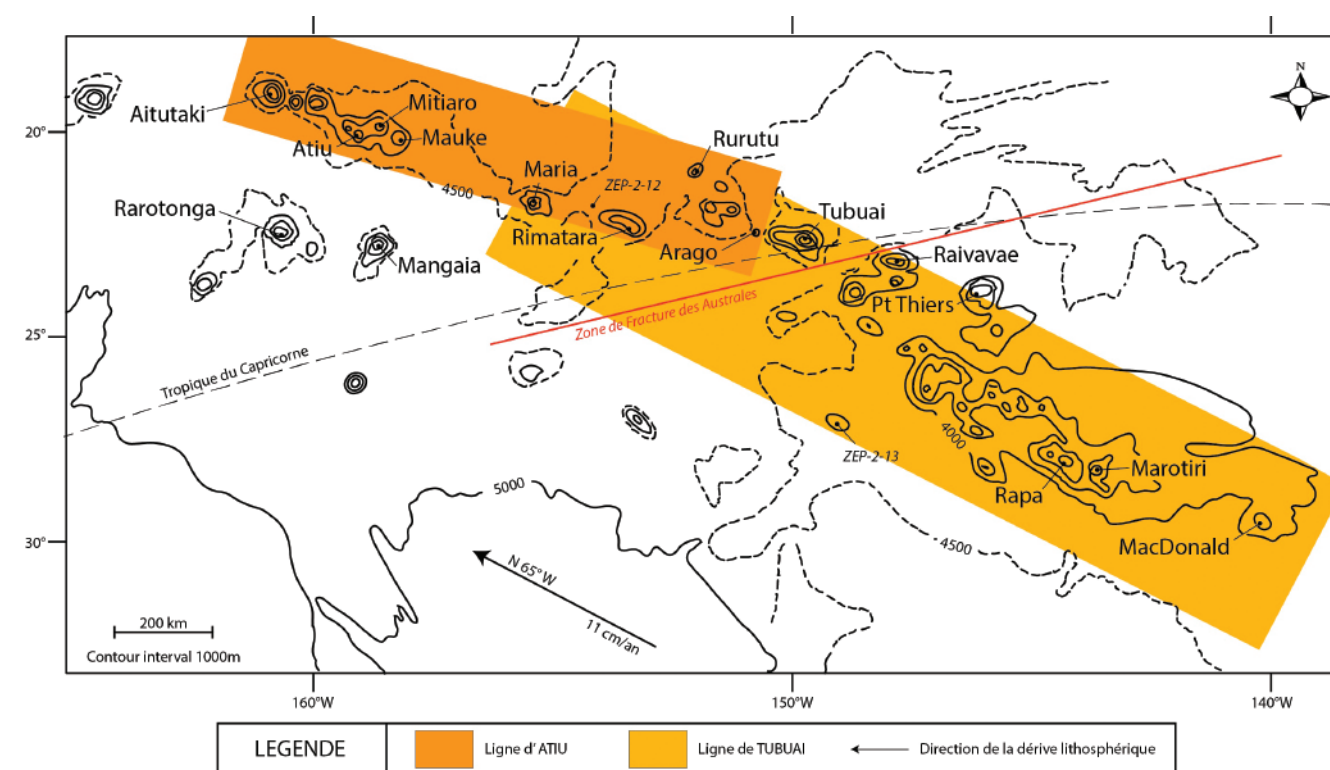 N
Aitutaki
Mitiaro
Atiu
Mauke
Rurutu
20°
Maria
ZEP-2-12
4500
Rarotonga
Tubuai
Rimatara
Arago
Mangaia
Raivavae
Pt Thiers
Zone de Fracture des Australes
25°
Tropique du Capricorne
4000
ZEP-2-13
Marotiri
Rapa
5000
30°
4500
MacDonald
N 65°W
11 cm/an
200 km
Contour interval 1000m
160°W
150°W
140°W
LEGENDE
Ligne d' ATIU
Ligne de TUBUAI
Direction de la dérive lithosphérique